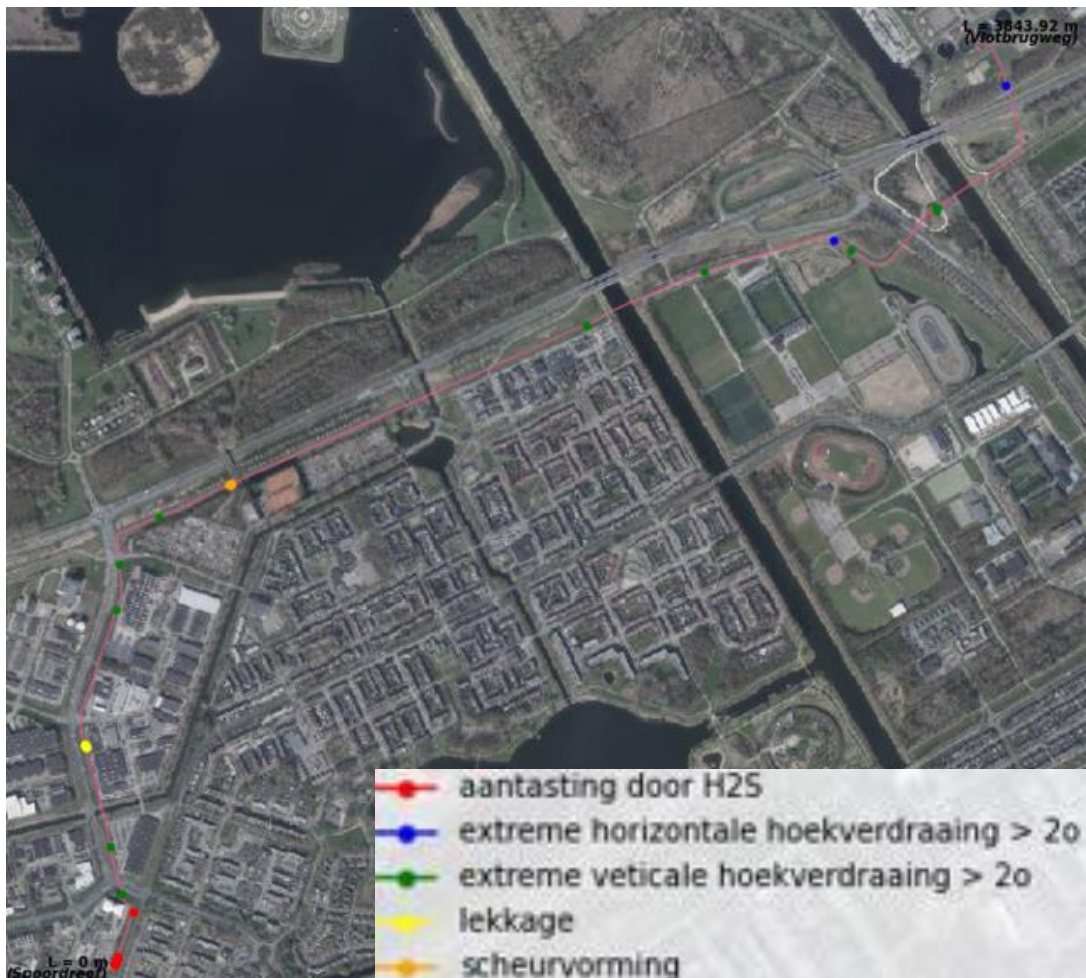 L = 3843.92 m
(Vlotbrugweg)
L = 0 m
(Spoordreef)
aantasting door H2S
extreme horizontale hoekverdraaing > 2o
extreme veticale hoekverdraaing > 2o
lekkage
scheurvorming